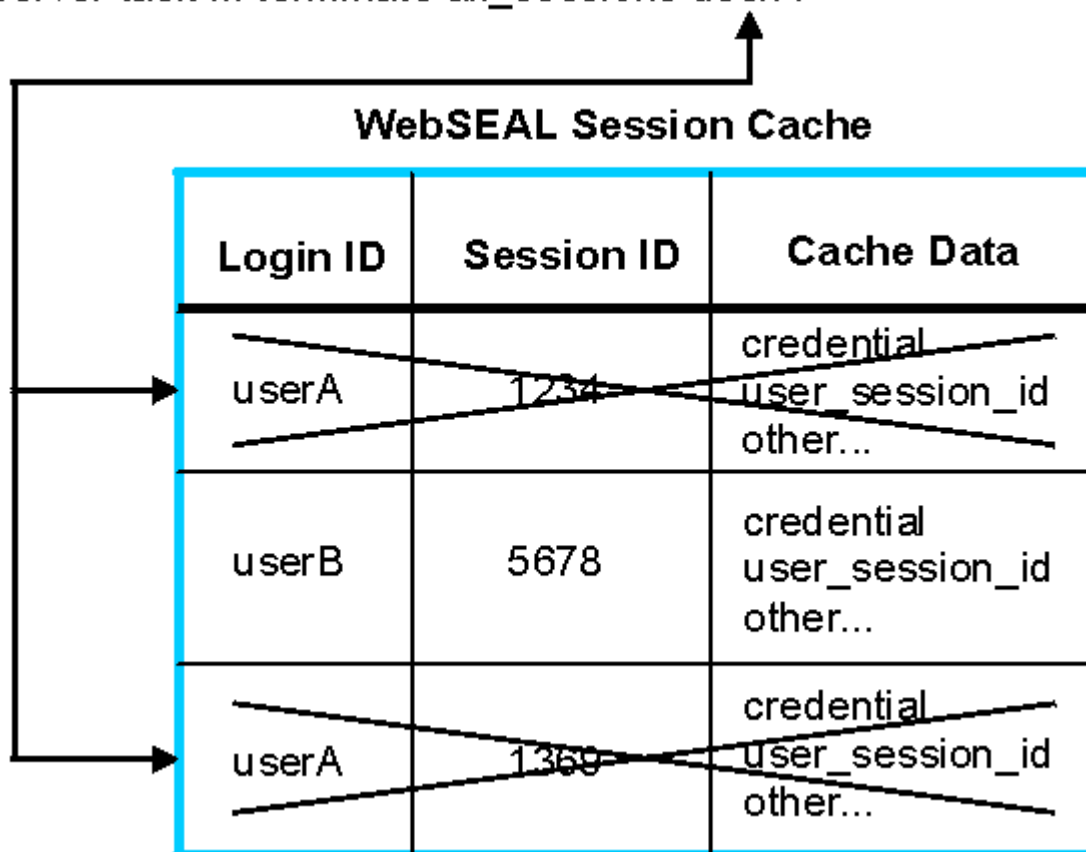 WebSEAL Session Cache
Login ID Session ID Cache Data
userA 1234 credential
user_session_id
other...
userB 5678 credential
user_session_id
other...
userA 1369 credential
user_session_id
other...